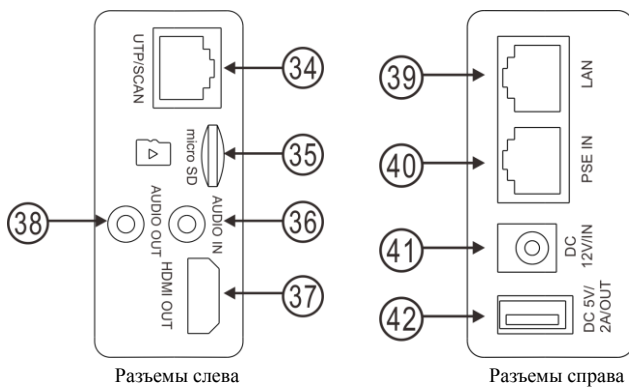 UTP/SCAN
34
micro SD
35
AUDIO IN
36
AUDIO OUT
38
HDMI OUT
37
Разъемы слева
39
LAN
40
PSE IN
41
DC
12V/IN
42
DC 5V/
2A/OUT
Разъемы справа